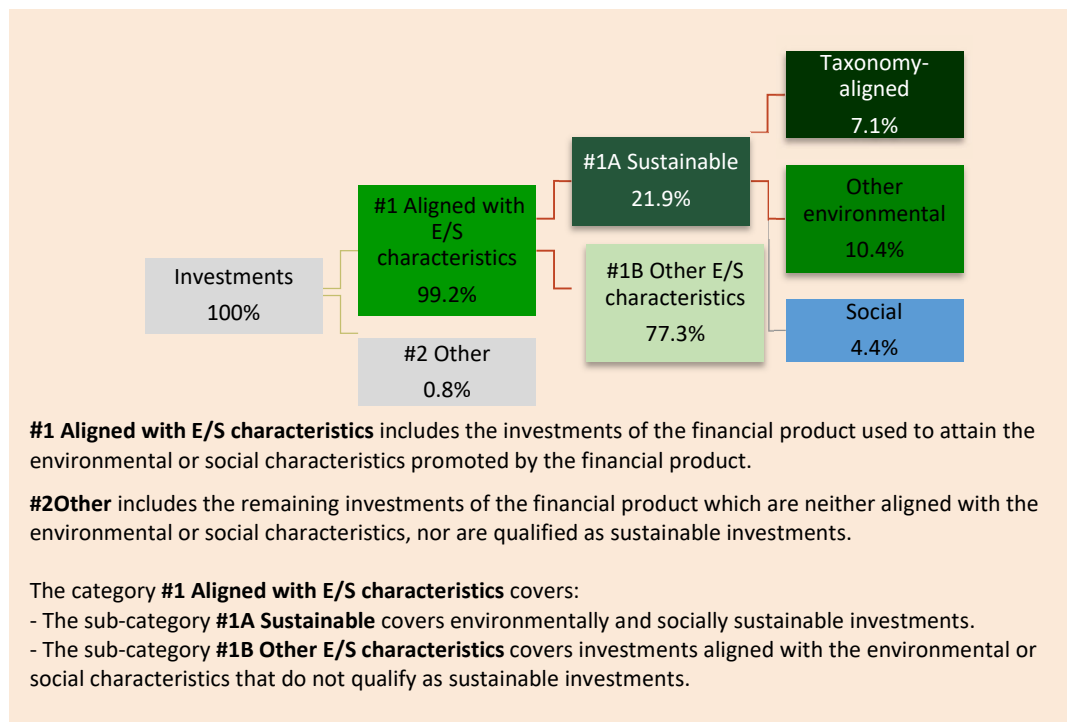 Taxonomy-
aligned
7.1%
#1A Sustainable
21.9%
#1 Aligned with
E/S
characteristics
99.2%
Other
environmental
10.4%
Investments
100%
#1B Other E/S
characteristics
77.3%
Social
4.4%
#2 Other
0.8%
#1 Aligned with E/S characteristics includes the investments of the financial product used to attain the
environmental or social characteristics promoted by the financial product.
#2Other includes the remaining investments of the financial product which are neither aligned with the
environmental or social characteristics, nor are qualified as sustainable investments.
The category #1 Aligned with E/S characteristics covers:
- The sub-category #1A Sustainable covers environmentally and socially sustainable investments.
- The sub-category #1B Other E/S characteristics covers investments aligned with the environmental or
social characteristics that do not qualify as sustainable investments.